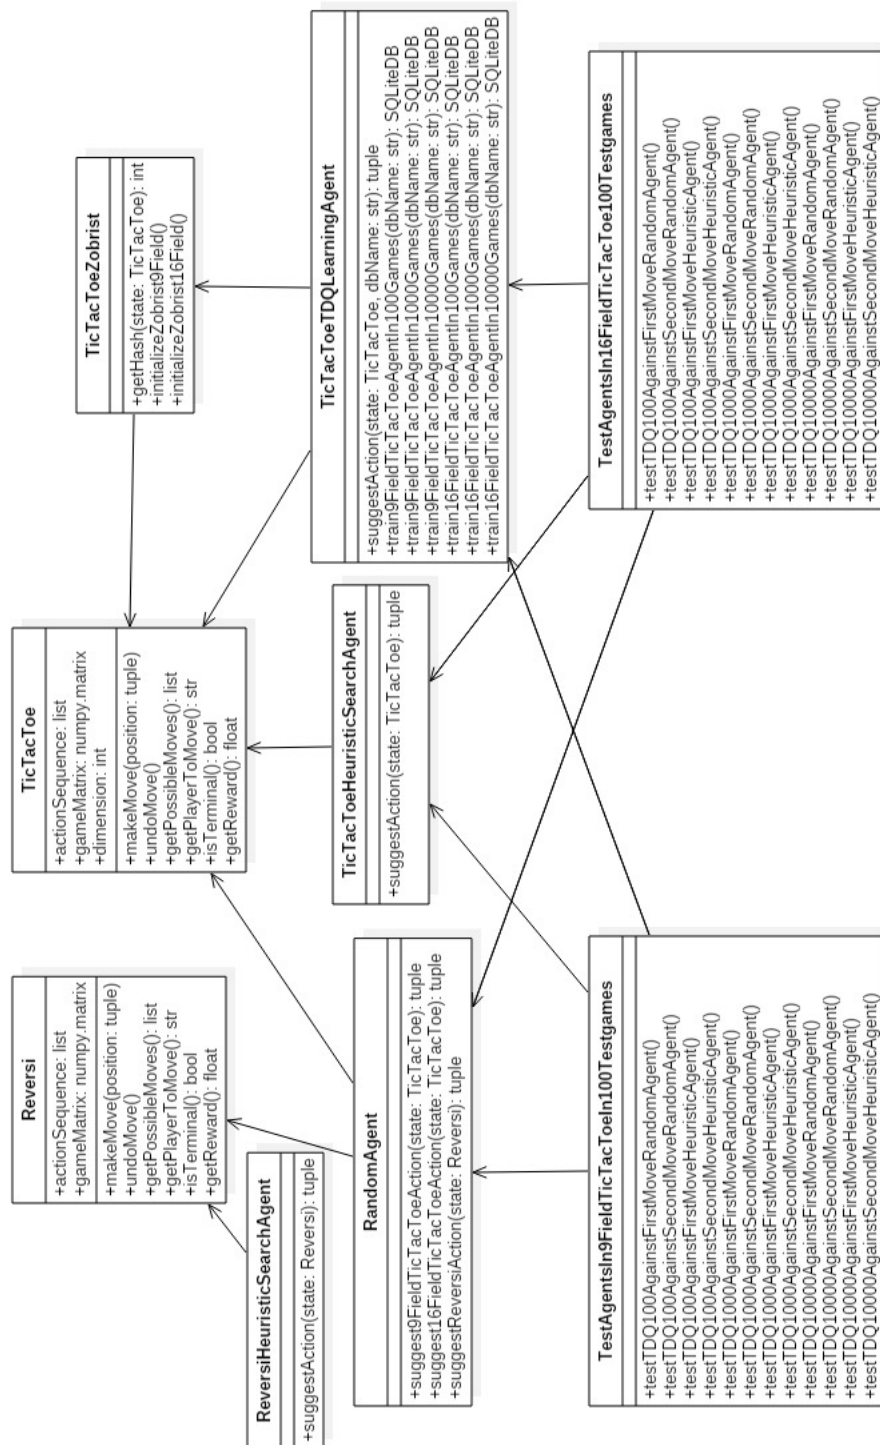 Reversi
+actionSequence: list
+gameMatrix: numpy.matrix
+makeMove(position: tuple)
+undoMove()
+getPossibleMoves(): list
+getPlayerToMove(): str
+isTerminal(): bool
+getReward(): float
TicTacToe
+actionSequence: list
+gameMatrix: numpy.matrix
+dimension: int
+makeMove(position: tuple)
+undoMove()
+getPossibleMoves(): list
+getPlayerToMove(): str
+isTerminal(): bool
+getReward(): float
TicTacToeZobrist
+getHash(state: TicTacToe): int
+initializeZobrist9Field()
+initializeZobrist16Field()
ReversiHeuristicSearchAgent
+suggestAction(state: Reversi): tuple
RandomAgent
+suggest9FieldTicTacToeAction(state: TicTacToe): tuple
+suggest16FieldTicTacToeAction(state: TicTacToe): tuple
+suggestReversiAction(state: Reversi): tuple
TicTacToeHeuristicSearchAgent
+suggestAction(state: TicTacToe): tuple
TicTacToeTDQLearningAgent
+suggestAction(state: TicTacToe, dbName: str): tuple
+train9FieldTicTacToeAgentIn100Games(dbName: str): SQLiteDB
+train9FieldTicTacToeAgentIn1000Games(dbName: str): SQLiteDB
+train9FieldTicTacToeAgentIn10000Games(dbName: str): SQLiteDB
+train16FieldTicTacToeAgentIn100Games(dbName: str): SQLiteDB
+train16FieldTicTacToeAgentIn1000Games(dbName: str): SQLiteDB
+train16FieldTicTacToeAgentIn10000Games(dbName: str): SQLiteDB
TestAgentsIn9FieldTicTacToeIn100Testgames
+testTDQ100AgainstFirstMoveRandomAgent()
+testTDQ100AgainstSecondMoveRandomAgent()
+testTDQ100AgainstFirstMoveHeuristicAgent()
+testTDQ100AgainstSecondMoveHeuristicAgent()
+testTDQ1000AgainstFirstMoveRandomAgent()
+testTDQ1000AgainstSecondMoveRandomAgent()
+testTDQ1000AgainstFirstMoveHeuristicAgent()
+testTDQ1000AgainstSecondMoveHeuristicAgent()
+testTDQ10000AgainstFirstMoveRandomAgent()
+testTDQ10000AgainstSecondMoveRandomAgent()
+testTDQ10000AgainstFirstMoveHeuristicAgent()
+testTDQ10000AgainstSecondMoveHeuristicAgent()
TestAgentsIn16FieldTicTacToe100Testgames
+testTDQ100AgainstFirstMoveRandomAgent()
+testTDQ100AgainstSecondMoveRandomAgent()
+testTDQ100AgainstFirstMoveHeuristicAgent()
+testTDQ100AgainstSecondMoveHeuristicAgent()
+testTDQ1000AgainstFirstMoveRandomAgent()
+testTDQ1000AgainstSecondMoveRandomAgent()
+testTDQ1000AgainstFirstMoveHeuristicAgent()
+testTDQ1000AgainstSecondMoveHeuristicAgent()
+testTDQ10000AgainstFirstMoveRandomAgent()
+testTDQ10000AgainstSecondMoveRandomAgent()
+testTDQ10000AgainstFirstMoveHeuristicAgent()
+testTDQ10000AgainstSecondMoveHeuristicAgent()